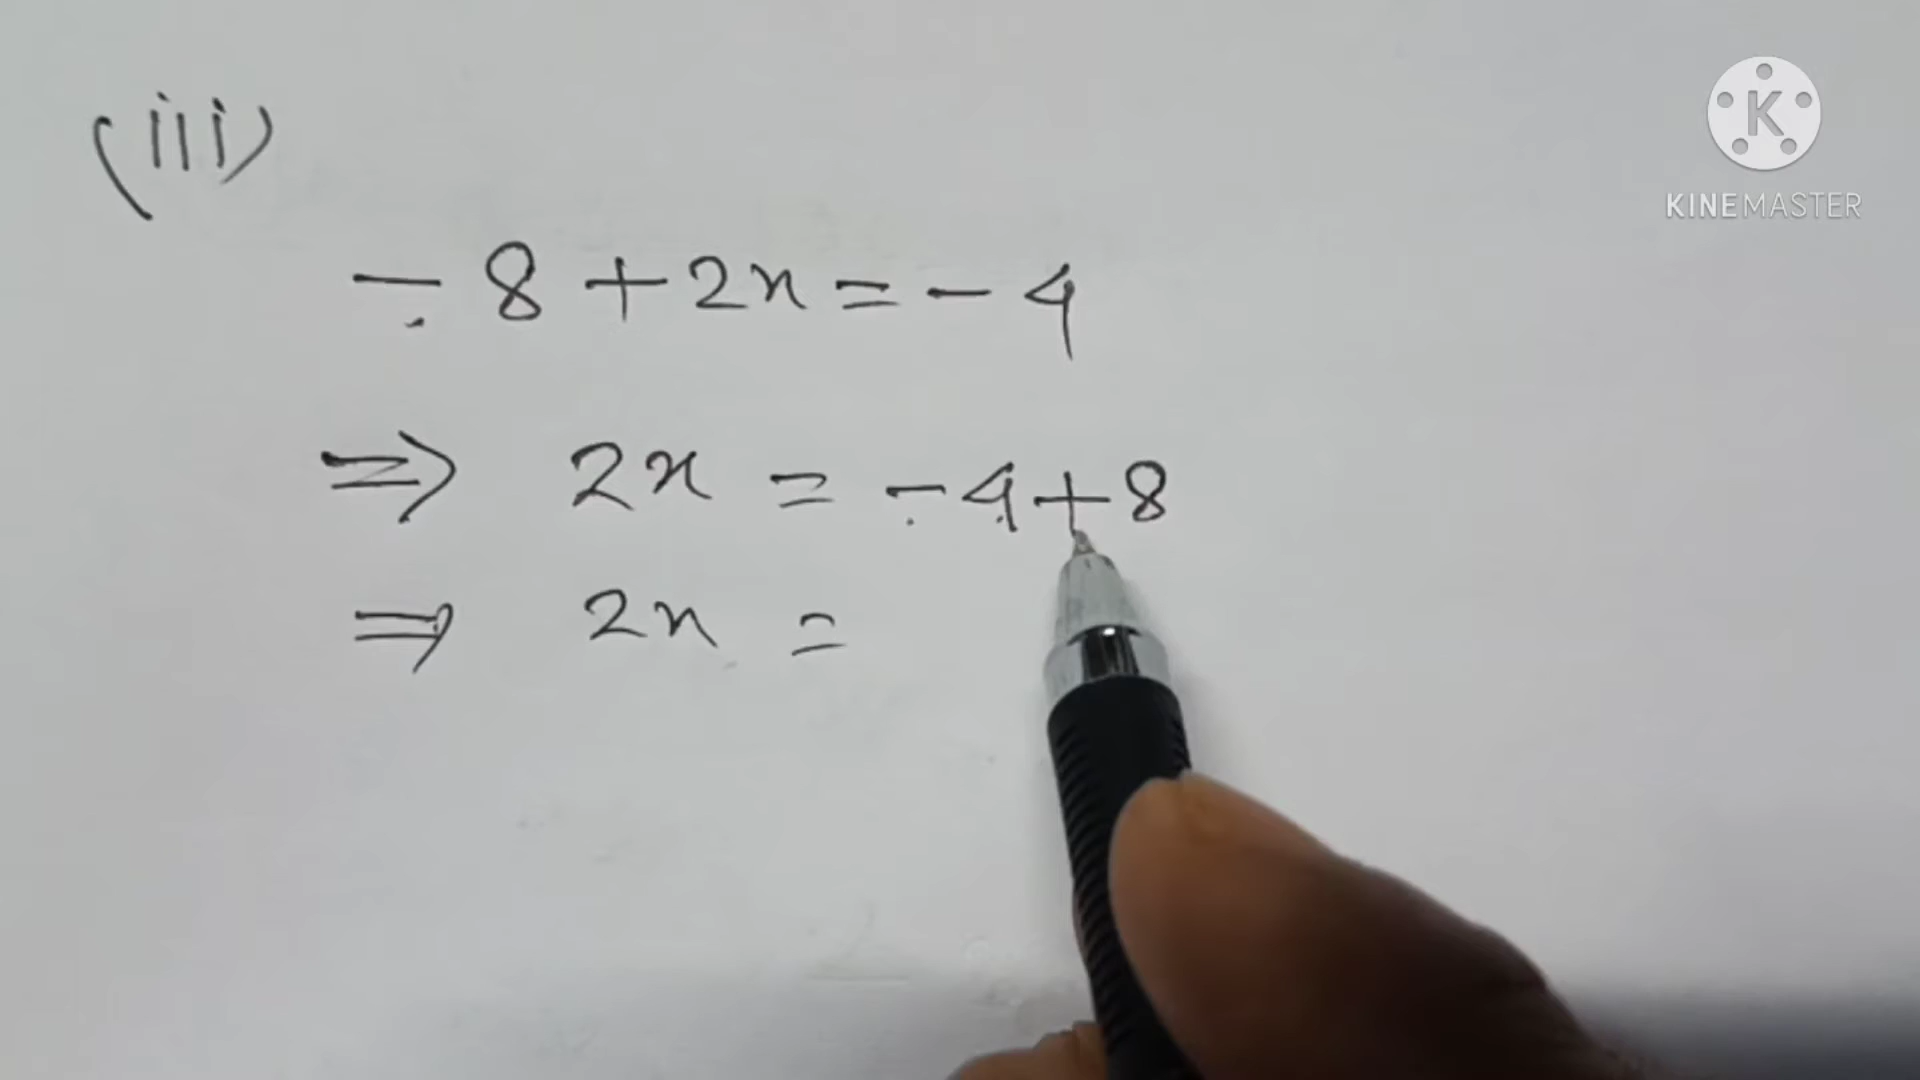 (iii)
K
KINEMASTER
- 8 + 2x = - 4
⇒ 2x = - 4 + 8
⇒ 2x =